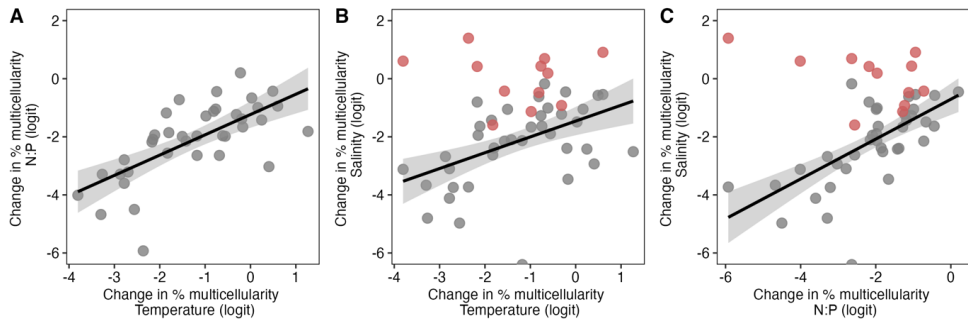 A
Change in % multicellularity
N:P (logit)
2
0
-2
-4
-6
-4
-3
-2
-1
0
1
Change in % multicellularity
Temperature (logit)
B
Change in % multicellularity
Salinity (logit)
2
0
-2
-4
-6
-4
-3
-2
-1
0
1
Change in % multicellularity
Temperature (logit)
C
Change in % multicellularity
Salinity (logit)
2
0
-2
-4
-6
-6
-4
-2
0
Change in % multicellularity
N:P (logit)